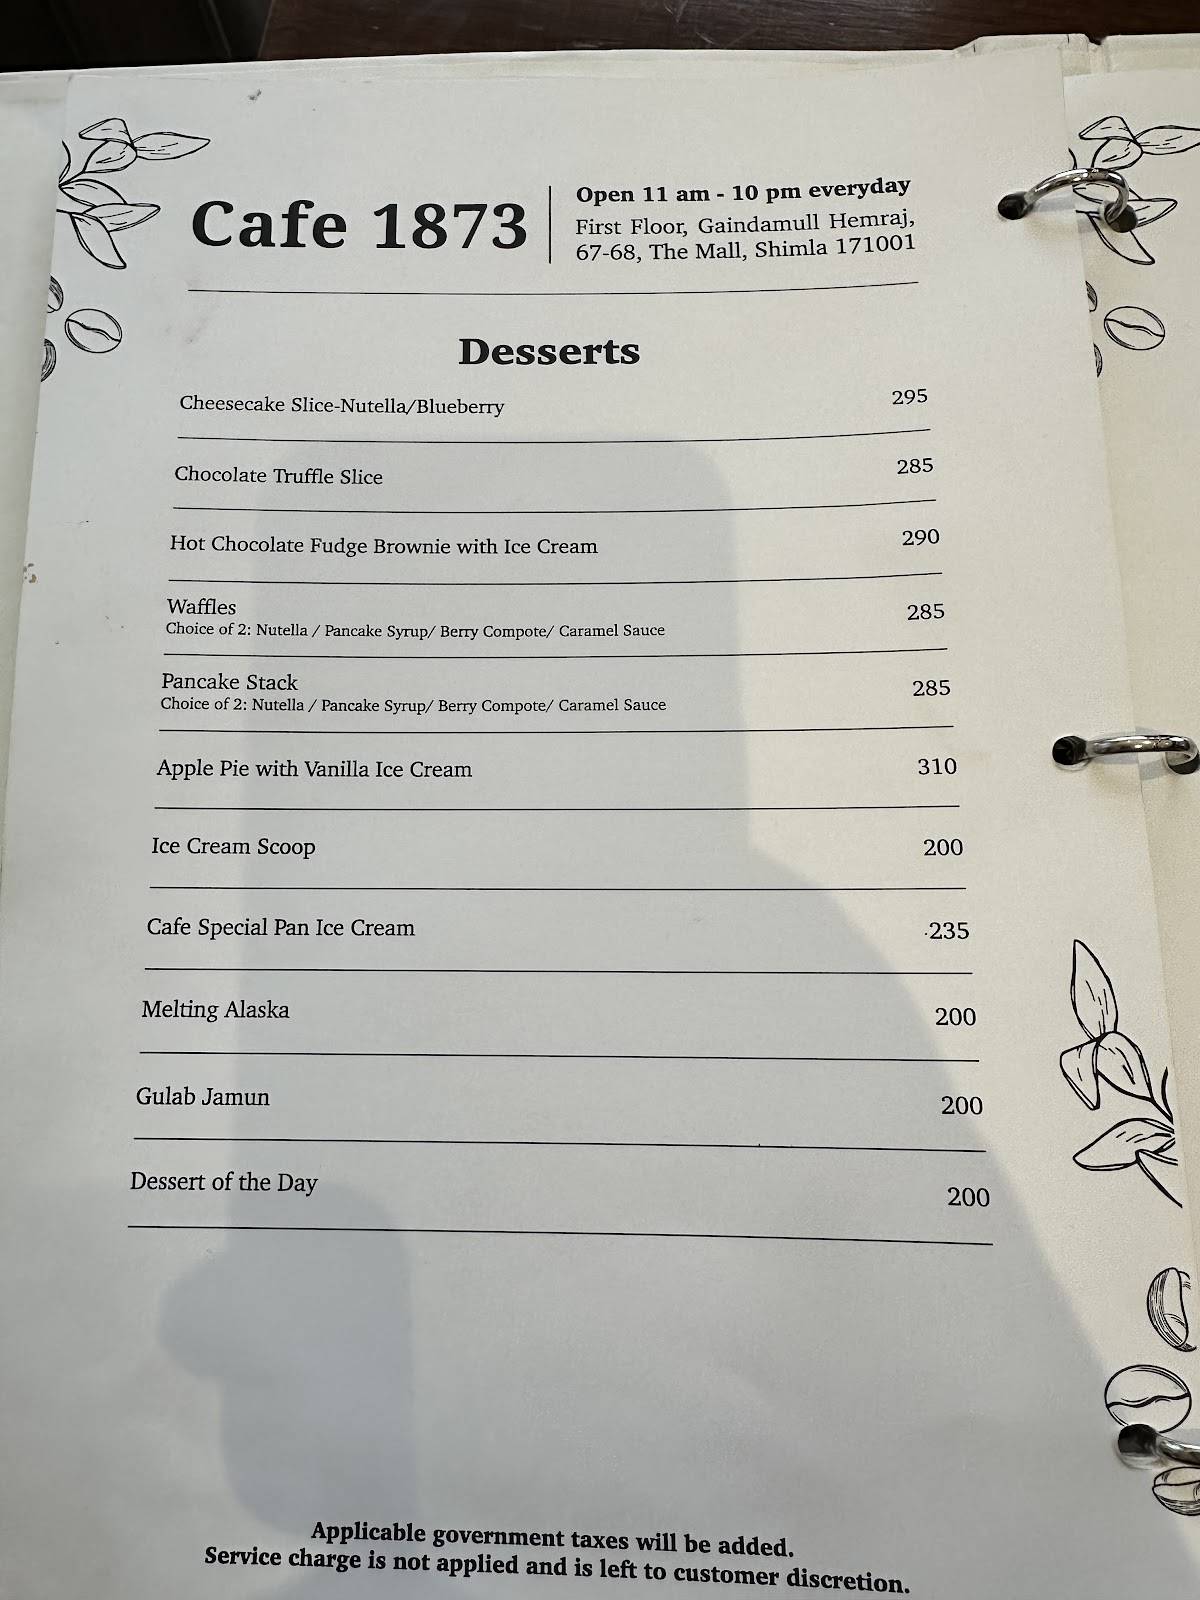 Cafe 1873
Open 11 am - 10 pm everyday
First Floor, Gaindamull Hemraj,
67-68, The Mall, Shimla 171001
Desserts
Cheesecake Slice-Nutella/Blueberry 295
Chocolate Truffle Slice 285
Hot Chocolate Fudge Brownie with Ice Cream 290
Waffles 285
Choice of 2: Nutella / Pancake Syrup/ Berry Compote/ Caramel Sauce
Pancake Stack 285
Choice of 2: Nutella / Pancake Syrup/ Berry Compote/ Caramel Sauce
Apple Pie with Vanilla Ice Cream 310
Ice Cream Scoop 200
Cafe Special Pan Ice Cream 235
Melting Alaska 200
Gulab Jamun 200
Dessert of the Day 200
Applicable government taxes will be added.
Service charge is not applied and is left to customer discretion.